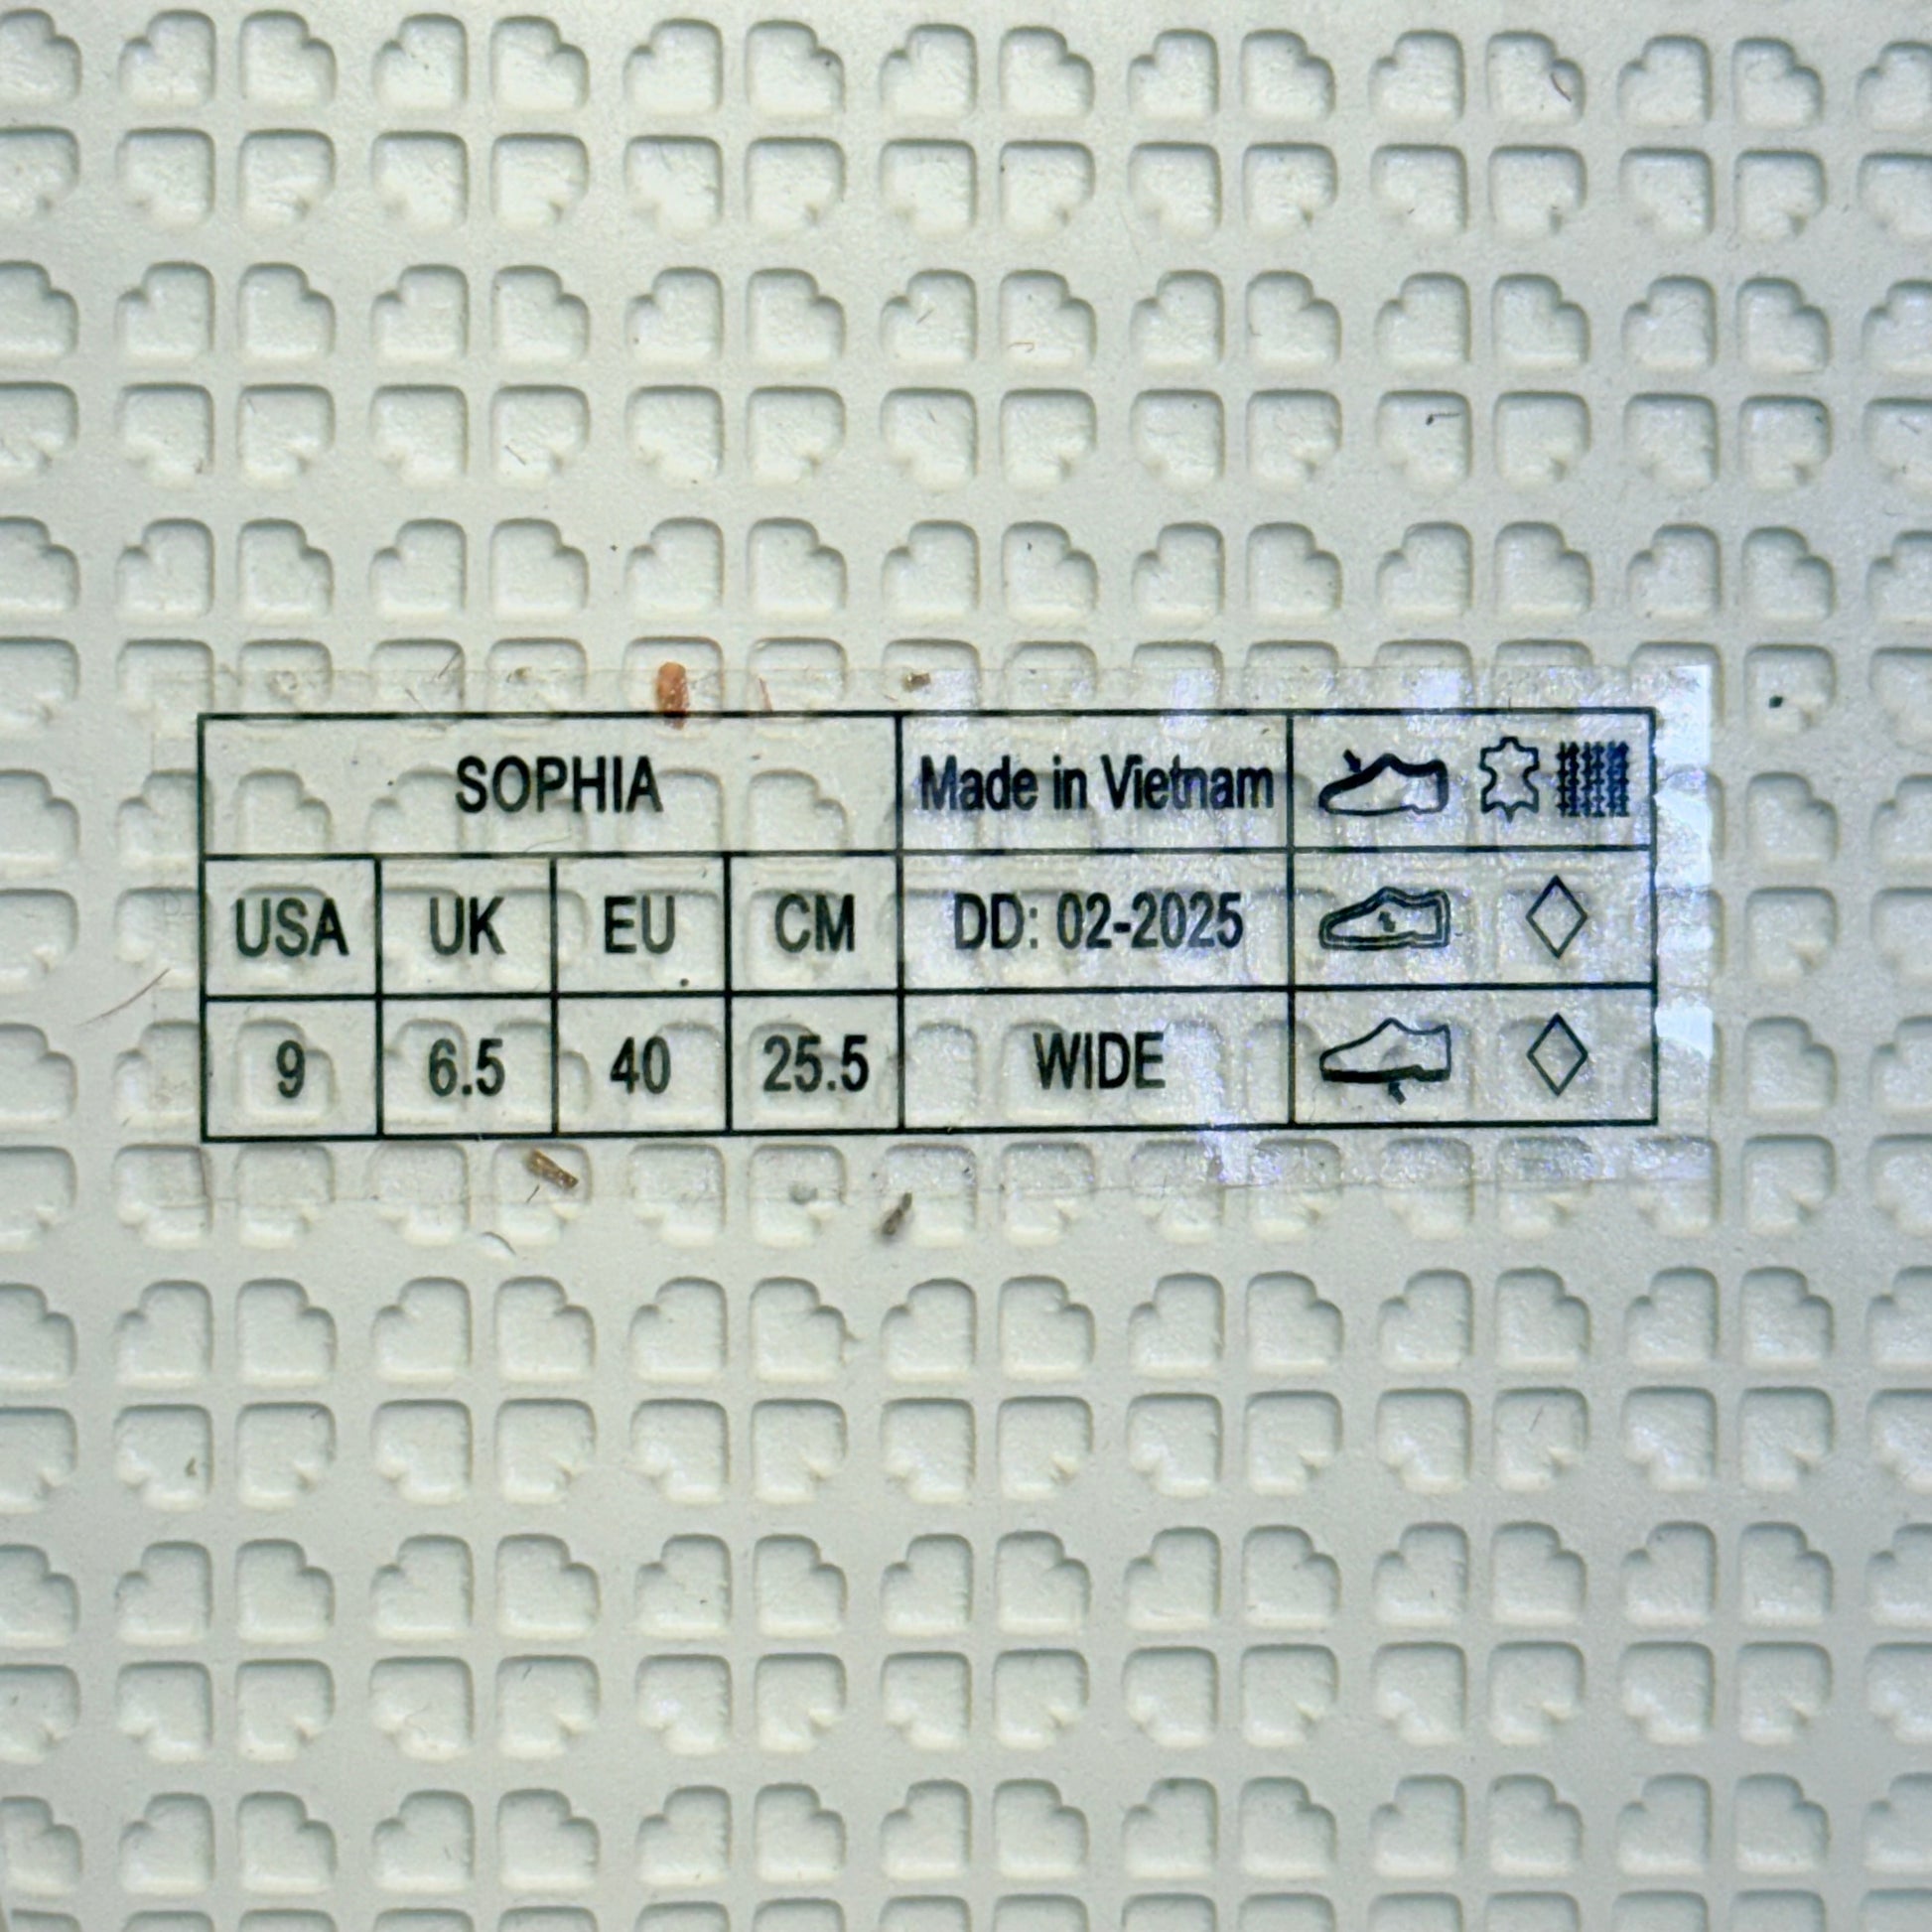 SOPHIA Made in Vietnam
USA UK EU CM DD: 02-2025
9 6.5 40 25.5 WIDE